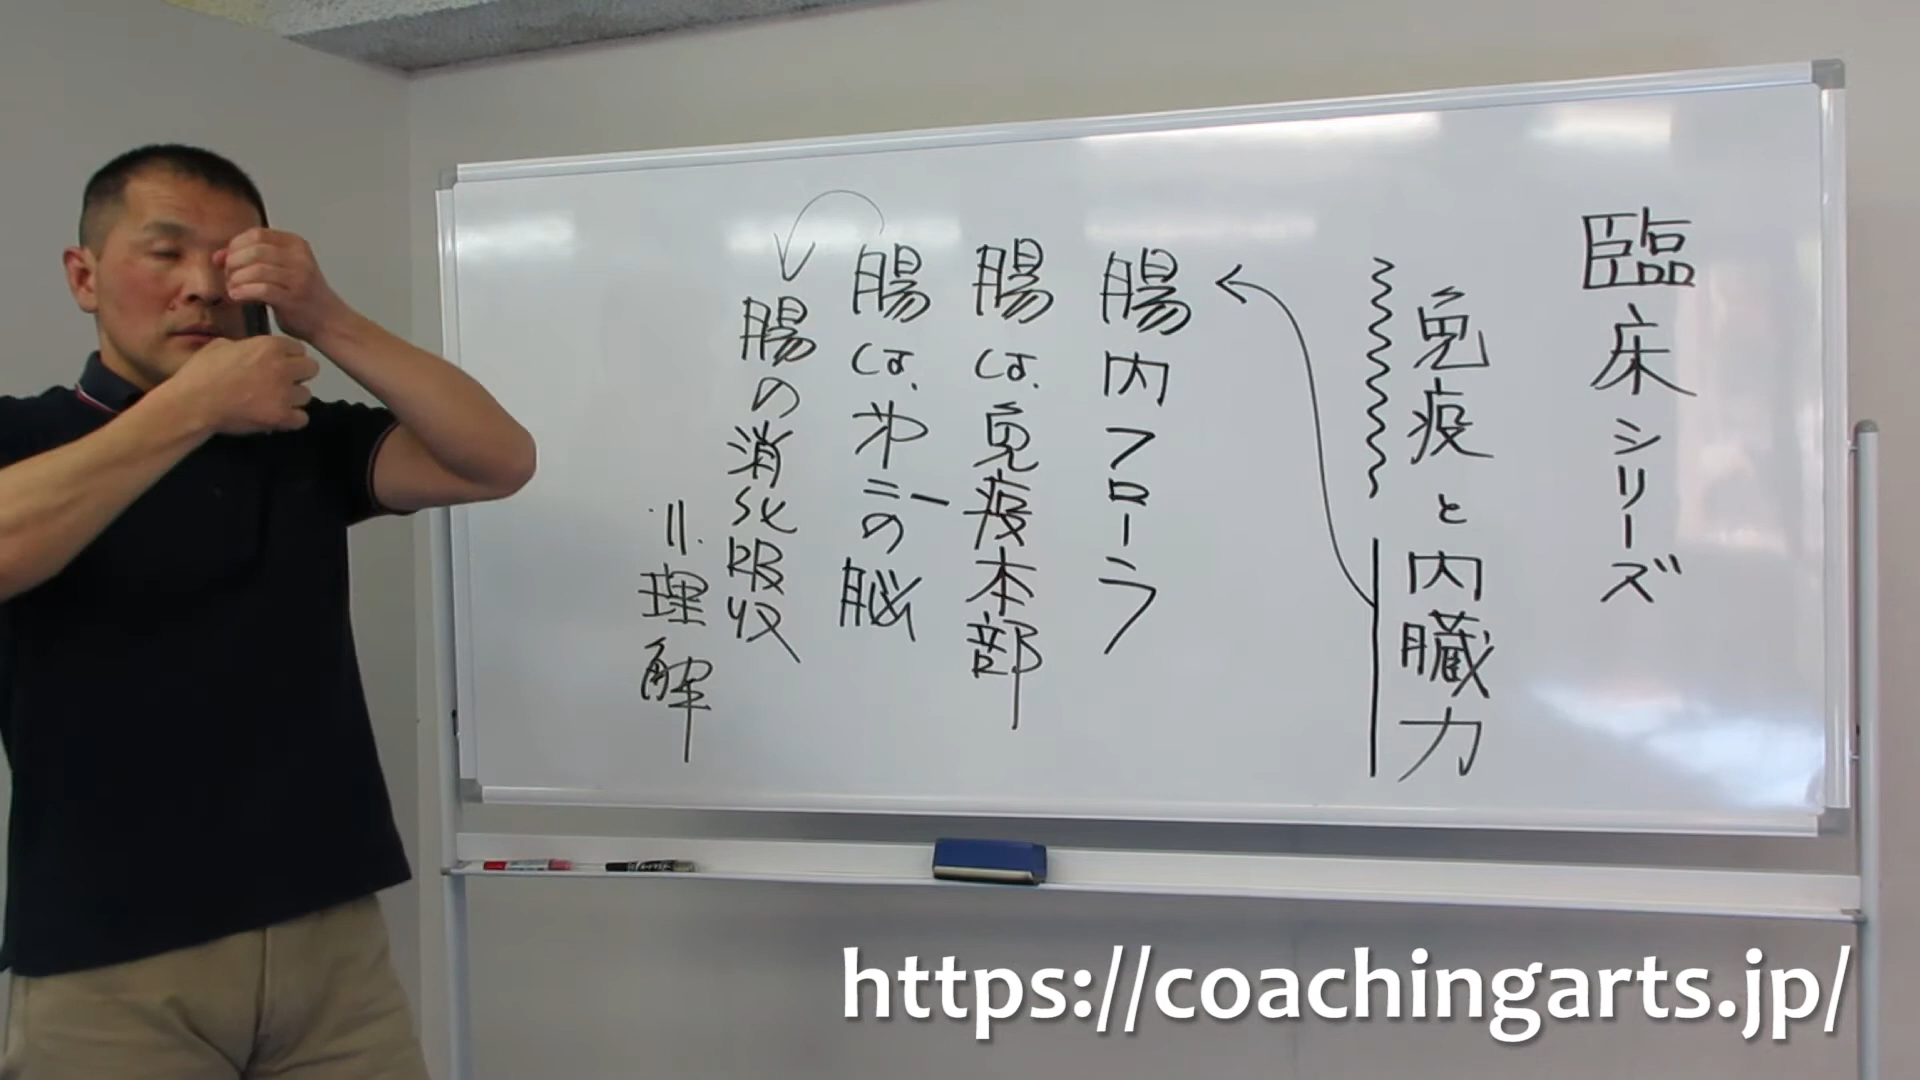 臨床シリーズ
免疫と内臓力
腸内フローラ
腸は、免疫本部
腸は、第二の脳
腸の消化吸収
〃 理解
https://coachingarts.jp/